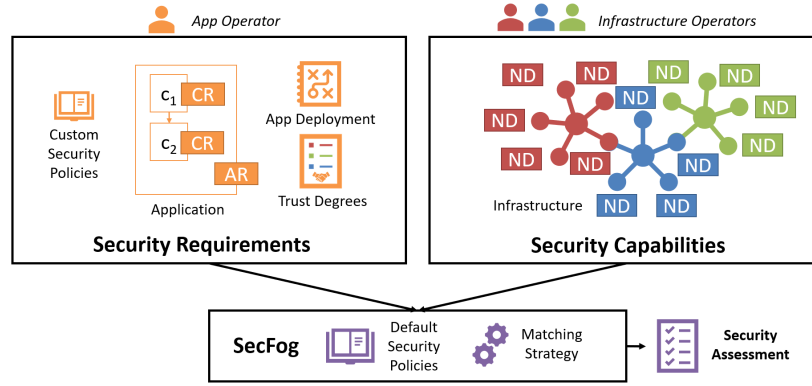 App Operator
Infrastructure Operators
Custom
Security
Policies
c1
CR
c2
CR
AR
Application
App Deployment
Trust Degrees
Security Requirements
ND
ND
ND
ND
ND
ND
ND
ND
ND
ND
ND
ND
ND
Infrastructure
Security Capabilities
SecFog
Default
Security
Policies
Matching
Strategy
Security
Assessment